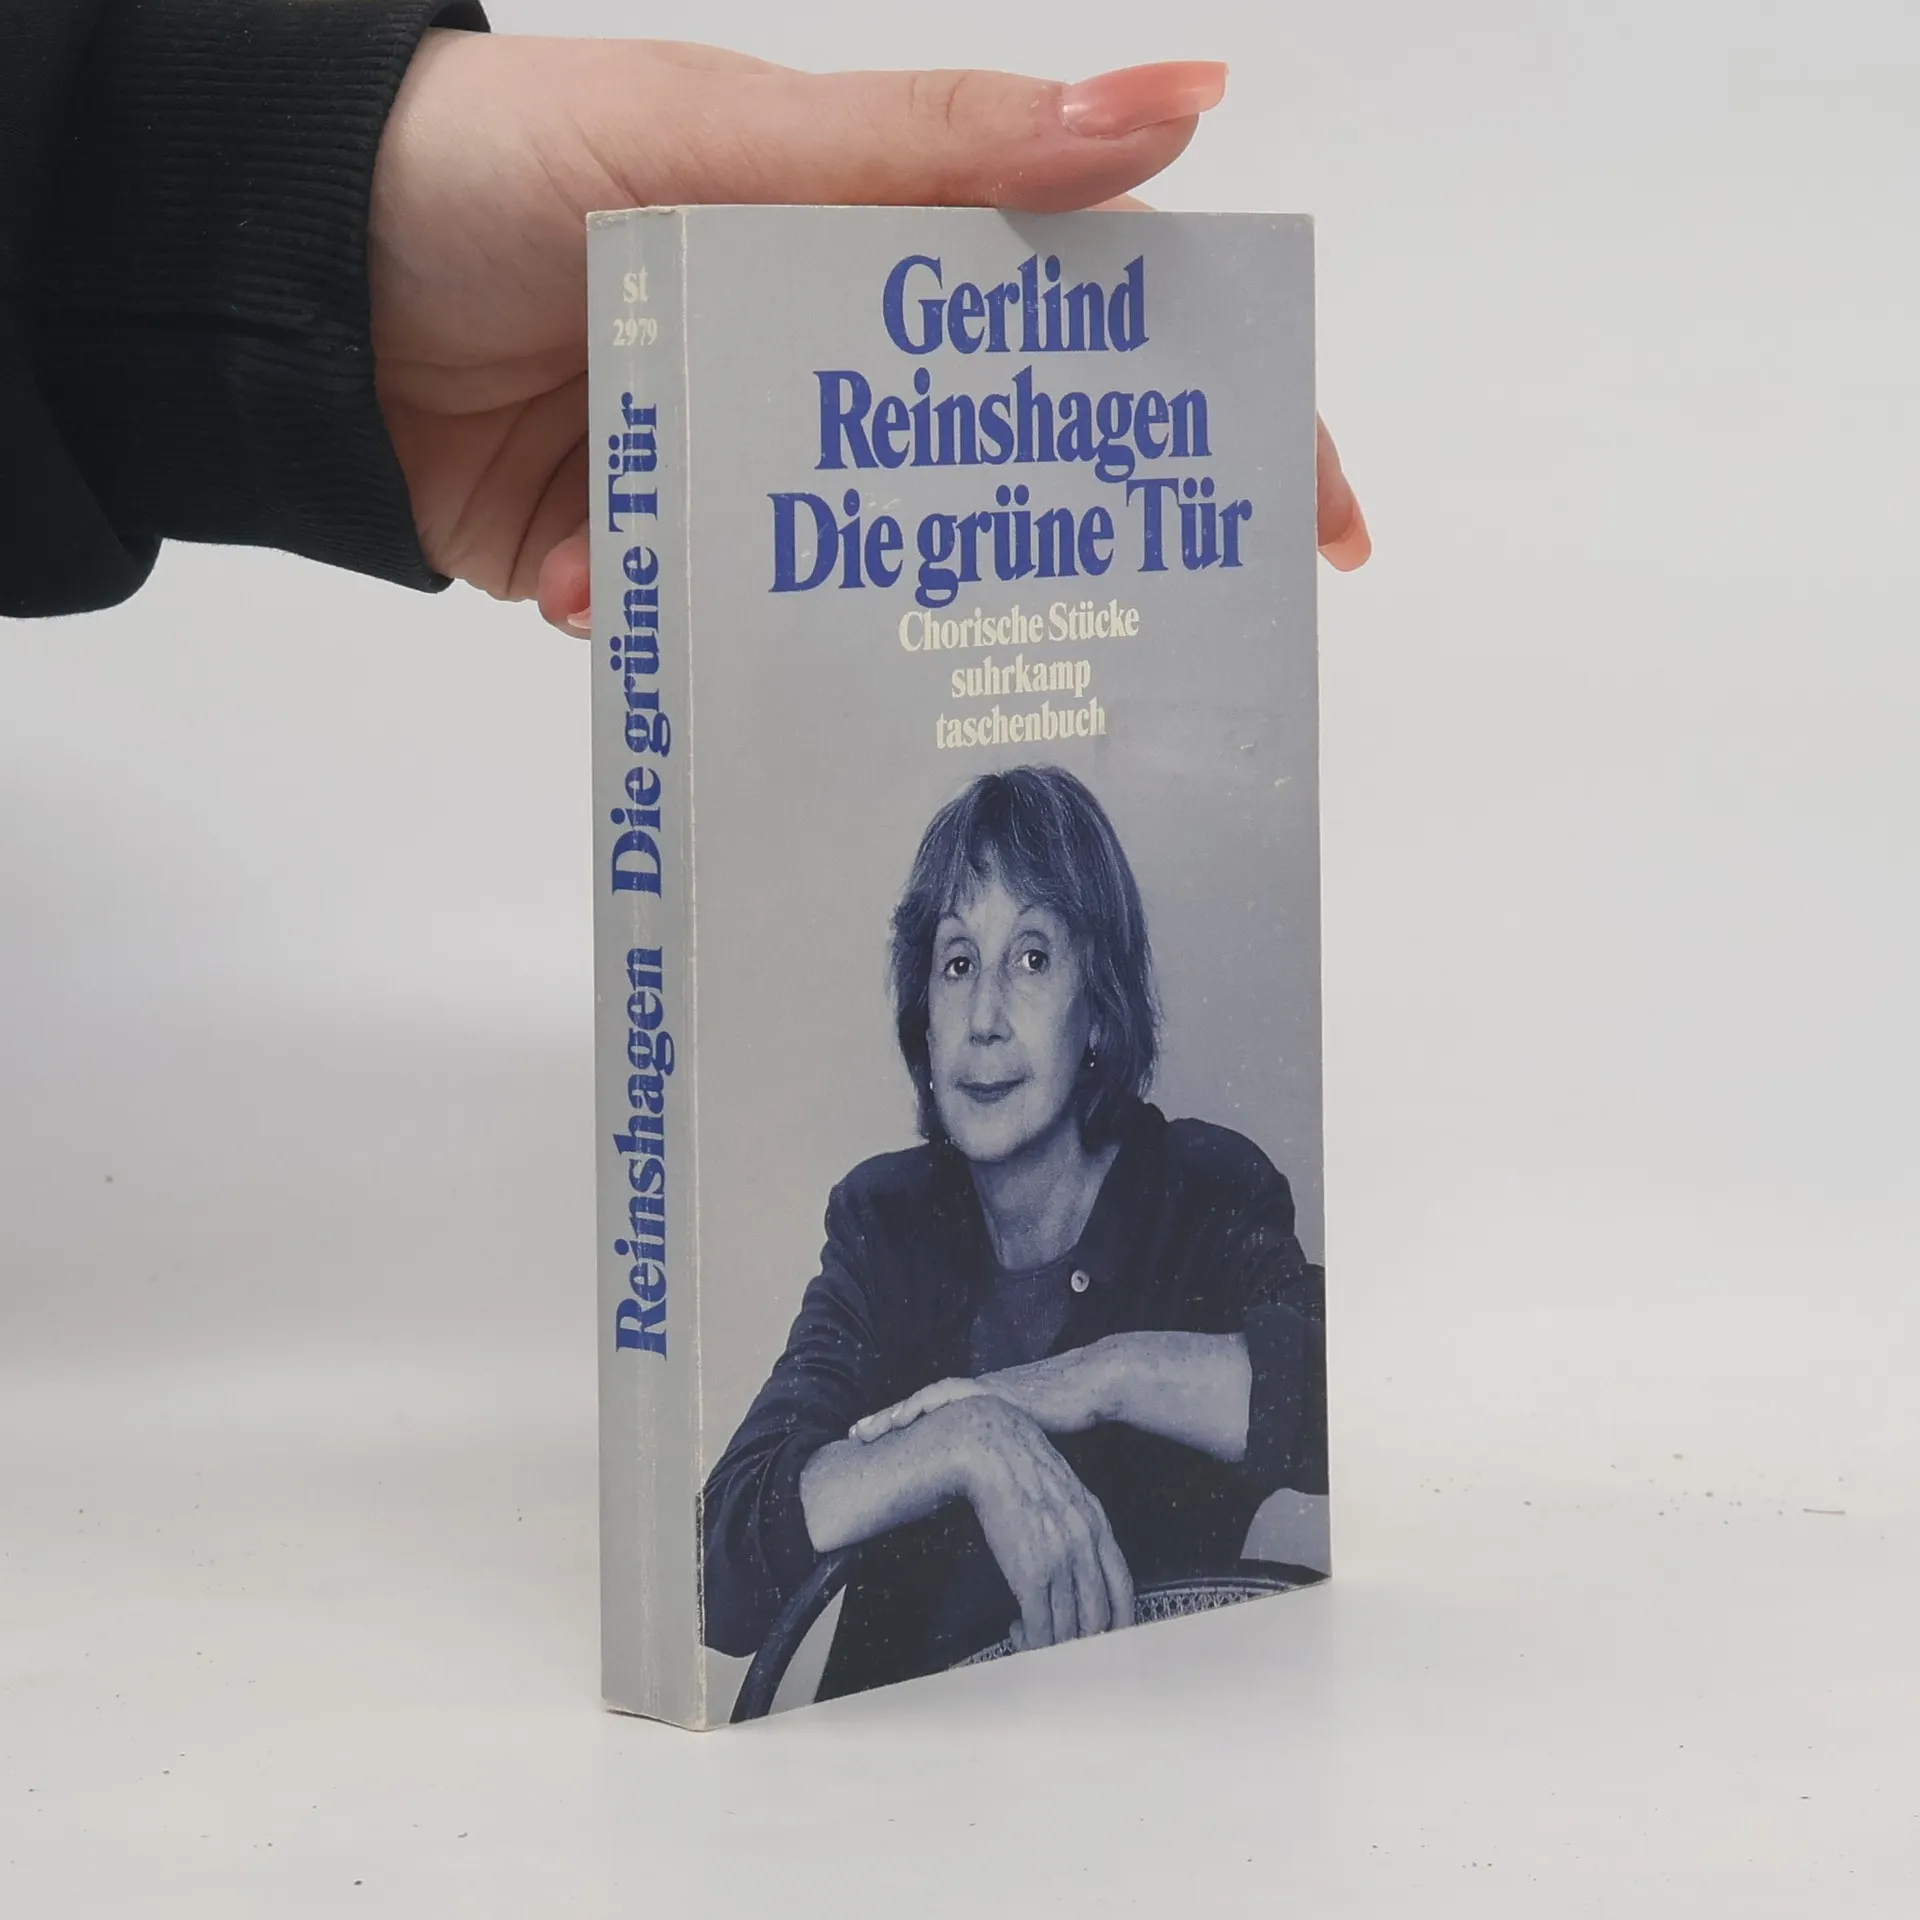 st
2979
Reinshagen Die grüne Tür
Gerlind
Reinshagen
Die grüne Tür
Chorische Stücke
suhrkamp
taschenbuch